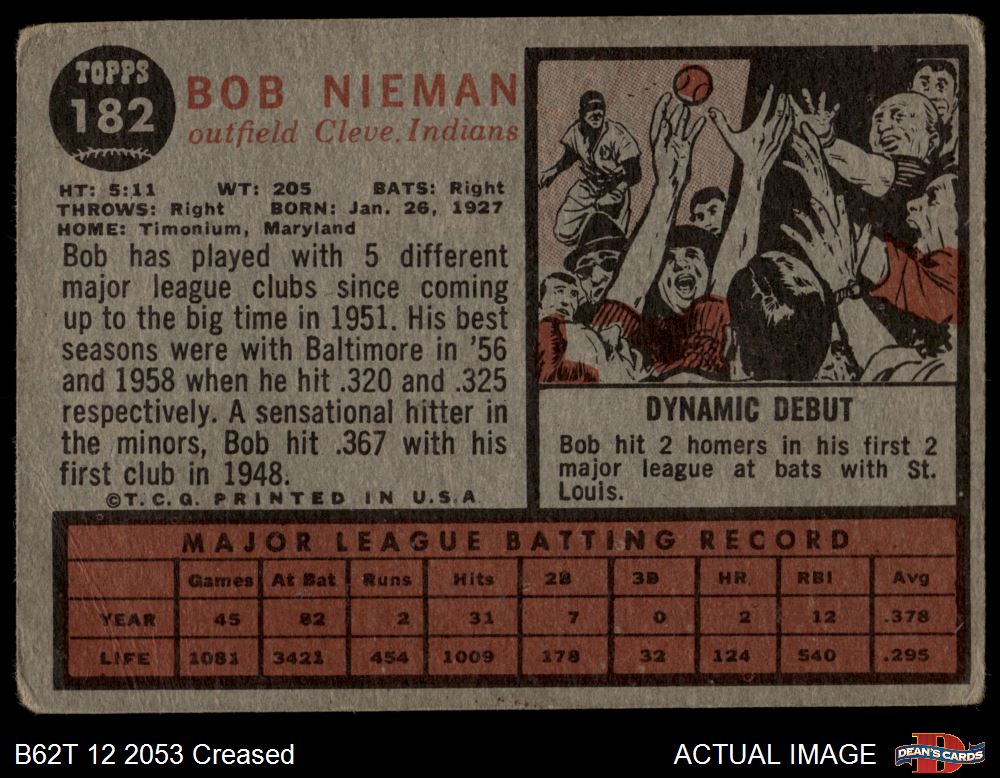 TOPPS
182
BOB NIEMAN
outfield Cleve. Indians
HT: 5:11 WT: 205 BATS: Right
THROWS: Right BORN: Jan. 26, 1927
HOME: Timonium, Maryland
Bob has played with 5 different
major league clubs since coming
up to the big time in 1951. His best
seasons were with Baltimore in '56
and 1958 when he hit .320 and .325
respectively. A sensational hitter in
the minors, Bob hit .367 with his
first club in 1948.
©T.C.G. PRINTED IN U.S.A.
DYNAMIC DEBUT
Bob hit 2 homers in his first 2
major league at bats with St.
Louis.
MAJOR LEAGUE BATTING RECORD
Games At Bat Runs Hits 2B 3B HR RBI Avg
YEAR 45 82 2 31 7 0 2 12 .378
LIFE 1081 3421 454 1009 178 32 124 540 .295
B62T 12 2053 Creased ACTUAL IMAGE DEAN'S CARDS